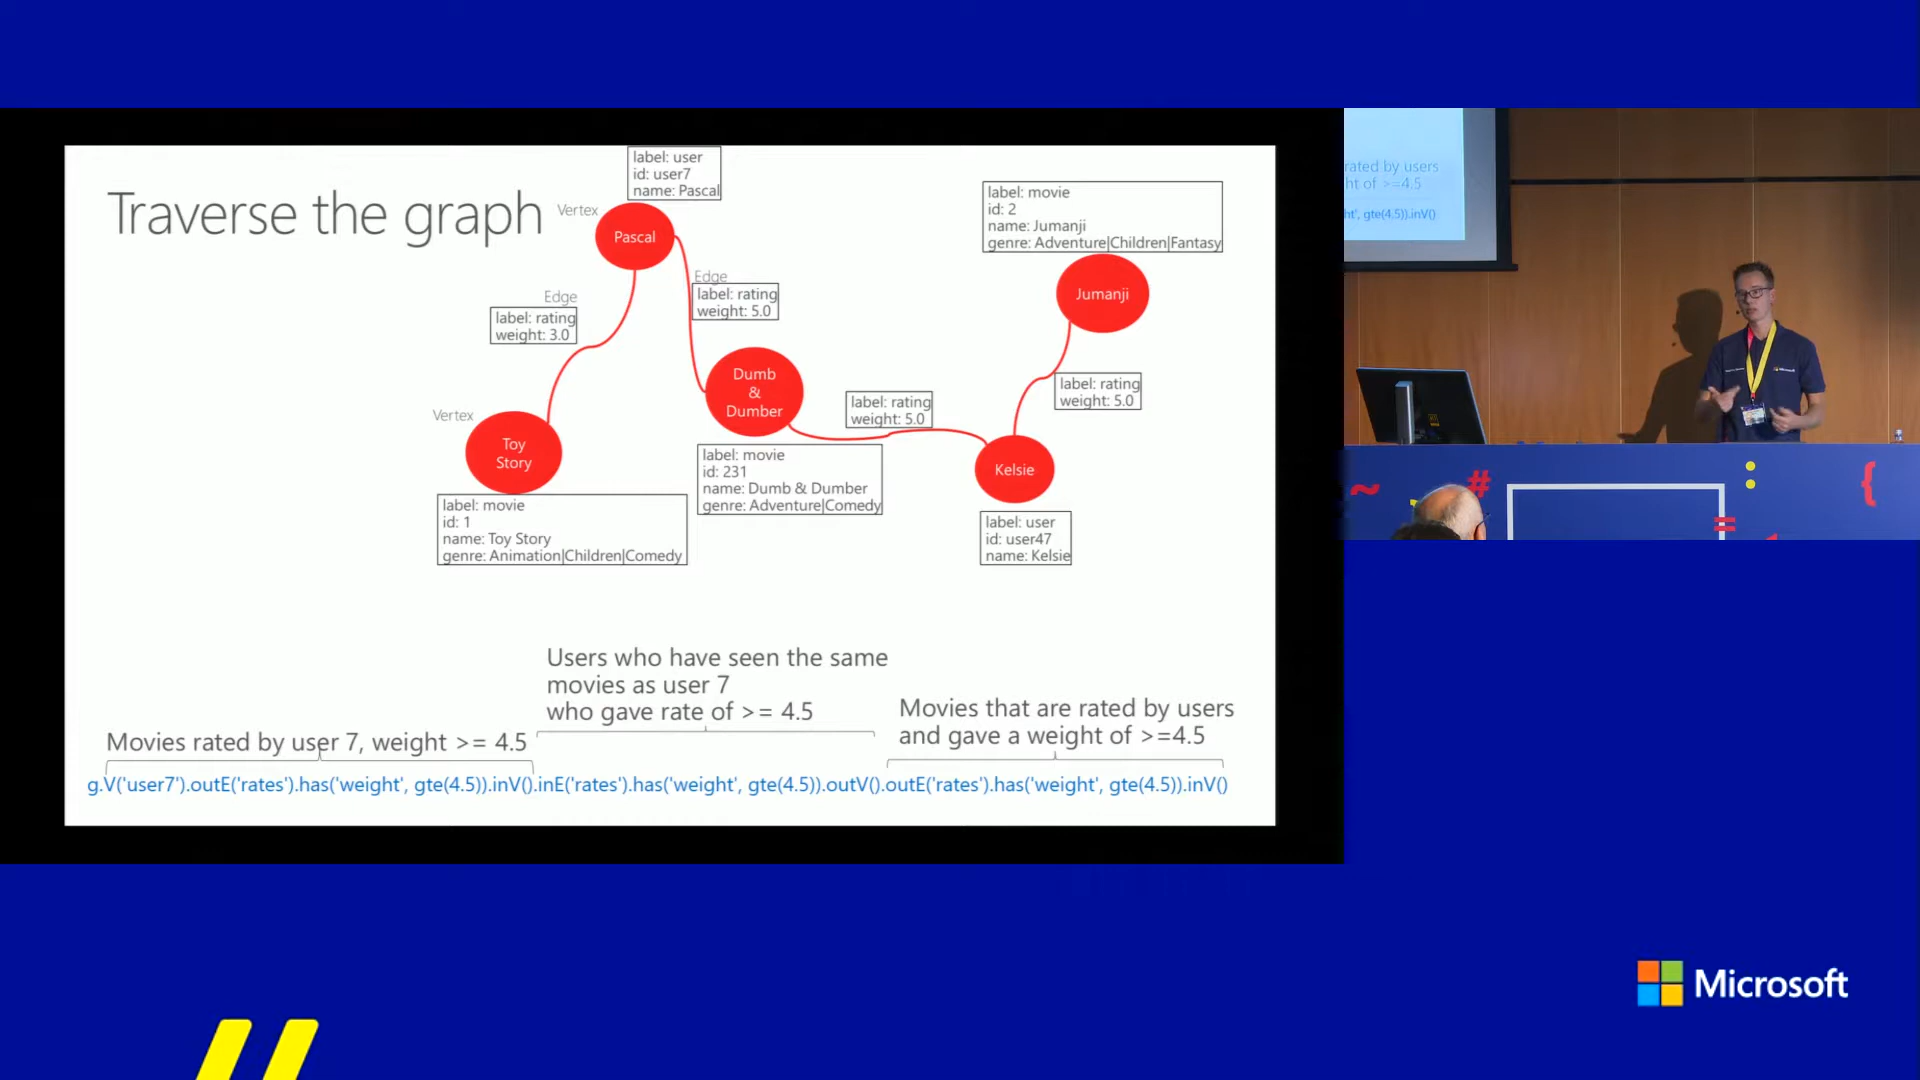 Traverse the graph
label: user
id: user7
name: Pascal
Vertex
Pascal
Edge
label: rating
weight: 3.0
Edge
label: rating
weight: 5.0
Vertex
Toy
Story
label: movie
id: 1
name: Toy Story
genre: Animation|Children|Comedy
Dumb
&
Dumber
label: movie
id: 231
name: Dumb & Dumber
genre: Adventure|Comedy
label: rating
weight: 5.0
label: movie
id: 2
name: Jumanji
genre: Adventure|Children|Fantasy
Jumanji
label: rating
weight: 5.0
Kelsie
label: user
id: user47
name: Kelsie
Movies rated by user 7, weight >= 4.5
Users who have seen the same
movies as user 7
who gave rate of >= 4.5
Movies that are rated by users
and gave a weight of >=4.5
g.V('user7').outE('rates').has('weight', gte(4.5)).inV().inE('rates').has('weight', gte(4.5)).outV().outE('rates').has('weight', gte(4.5)).inV()
rated by users
ht of >=4.5
ht', gte(4.5)).inV()
~ # = : {
Microsoft